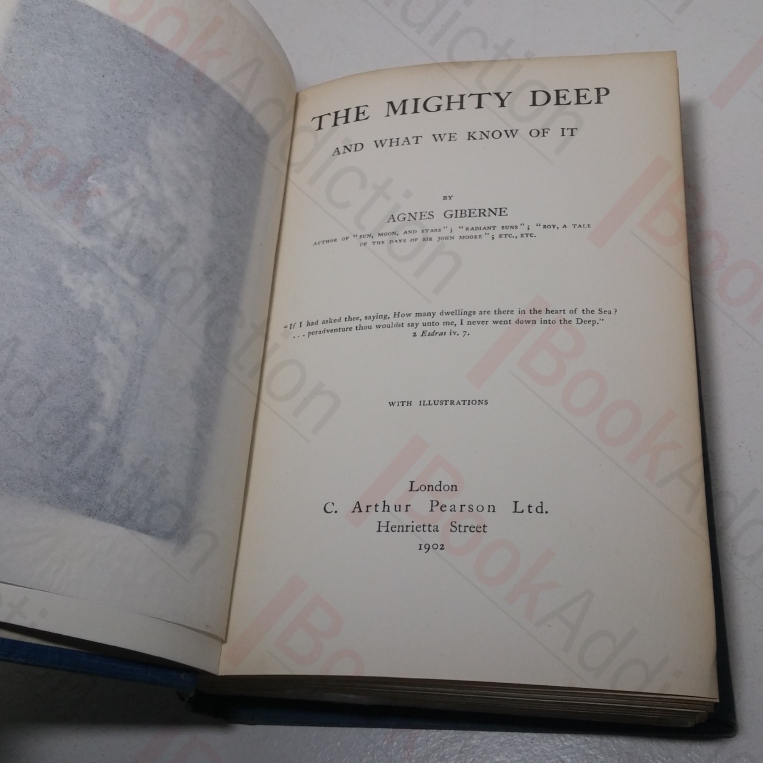 THE MIGHTY DEEP
AND WHAT WE KNOW OF IT
BY
AGNES GIBERNE
AUTHOR OF "SUN, MOON, AND STARS"; "RADIANT SUNS"; "ROY, A TALE
OF THE DAYS OF SIR JOHN MOORE"; ETC., ETC.
"If I had asked thee, saying, How many dwellings are there in the heart of the Sea?
... peradventure thou wouldst say unto me, I never went down into the Deep."
2 Esdras iv. 7.
WITH ILLUSTRATIONS
London
C. Arthur Pearson Ltd.
Henrietta Street
1902
BookAddiction